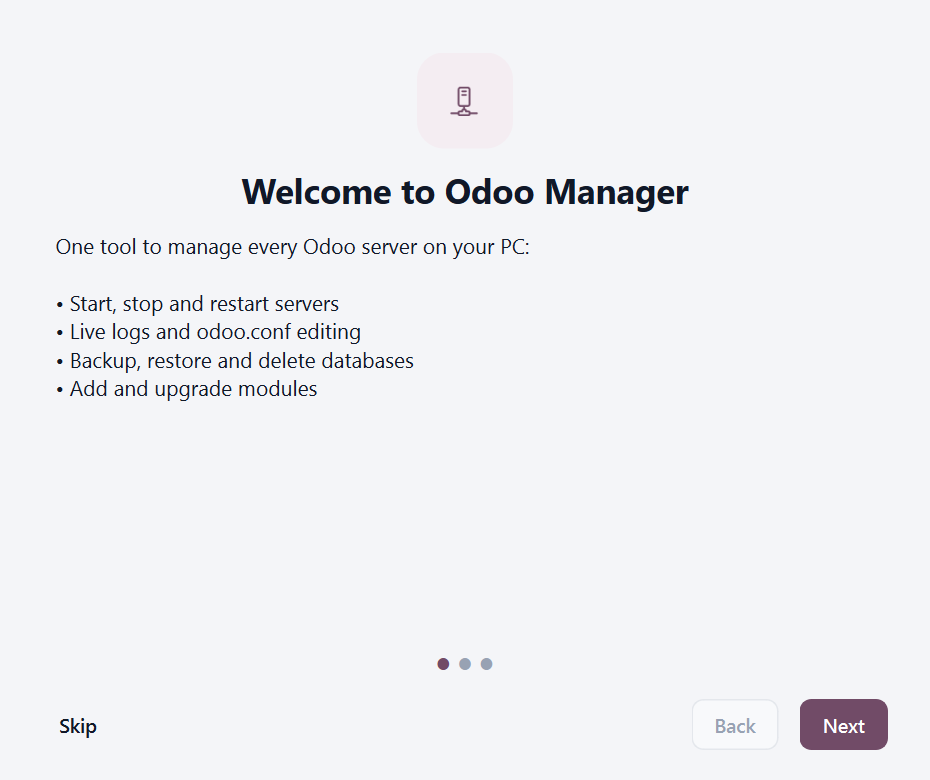 Welcome to Odoo Manager
One tool to manage every Odoo server on your PC:
• Start, stop and restart servers
• Live logs and odoo.conf editing
• Backup, restore and delete databases
• Add and upgrade modules
Skip
Back
Next